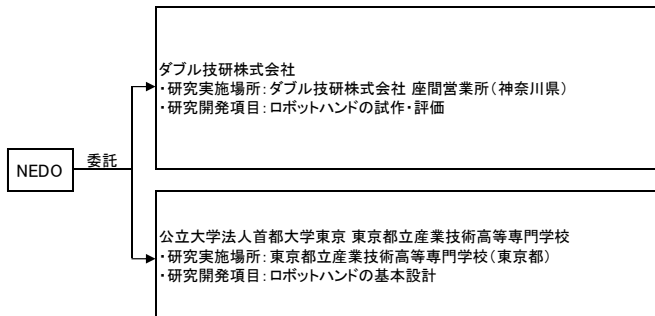 ダブル技研株式会社
・研究実施場所：ダブル技研株式会社 座間営業所（神奈川県）
・研究開発項目：ロボットハンドの試作・評価
NEDO
委託
公立大学法人首都大学東京 東京都立産業技術高等専門学校
・研究実施場所：東京都立産業技術高等専門学校（東京都）
・研究開発項目：ロボットハンドの基本設計